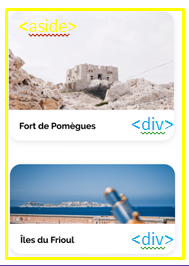 <aside>
Fort de Pomègues
<div>
Îles du Frioul
<div>